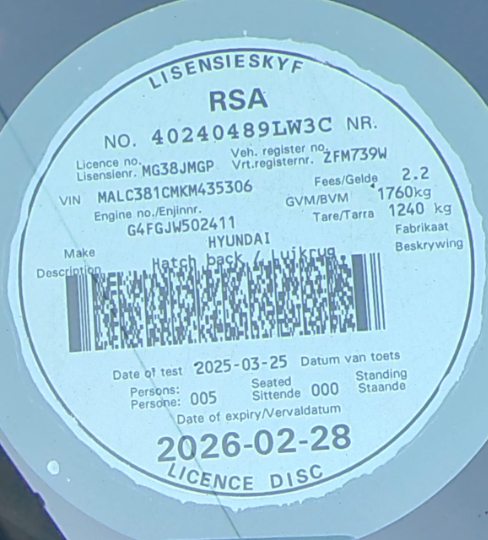 LISENSIESKYF
RSA
NO. 40240489LW3C NR.
Licence no. Lisensienr. MG38JMGP Veh. register no. Vrt.registernr. ZFM739W
VIN MALC381CMKM435306 Fees/Gelde 2.2
Engine no./Enjinnr. G4FGJW502411 GVM/BVM 1760kg
Tare/Tarra 1240 kg
Make HYUNDAI Fabrikaat
Description Hatch back / Luikrug Beskrywing
Date of test 2025-03-25 Datum van toets
Persons: Persone: 005 Seated Sittende 000 Standing Staande
Date of expiry/Vervaldatum
2026-02-28
LICENCE DISC